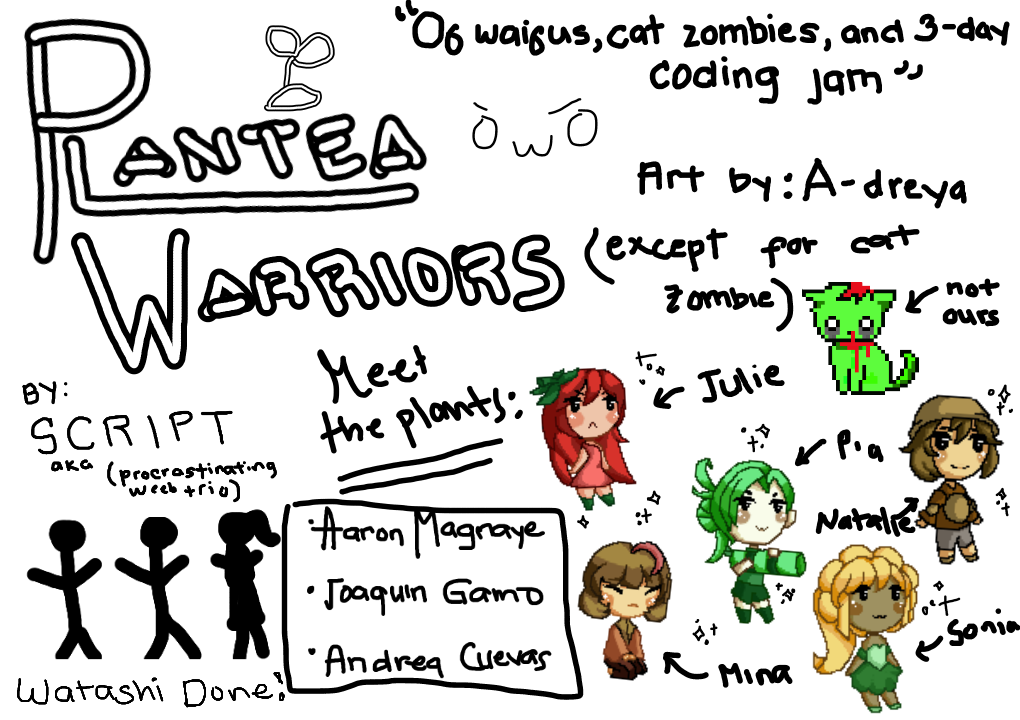 PLANTEA
WARRIORS
"Of waifus, cat zombies, and 3-day
coding jam"
OwO
Art by: A-dreya
(except for cat
zombie)
not
ours
BY:
SCRIPT
aka (procrastinating
weeb trio)
Meet
the plants:
Julie
Pia
Natalie
Mina
Sonia
• Aaron Magraye
• Joaquin Gamo
• Andrea Cuevas
Watashi Done!